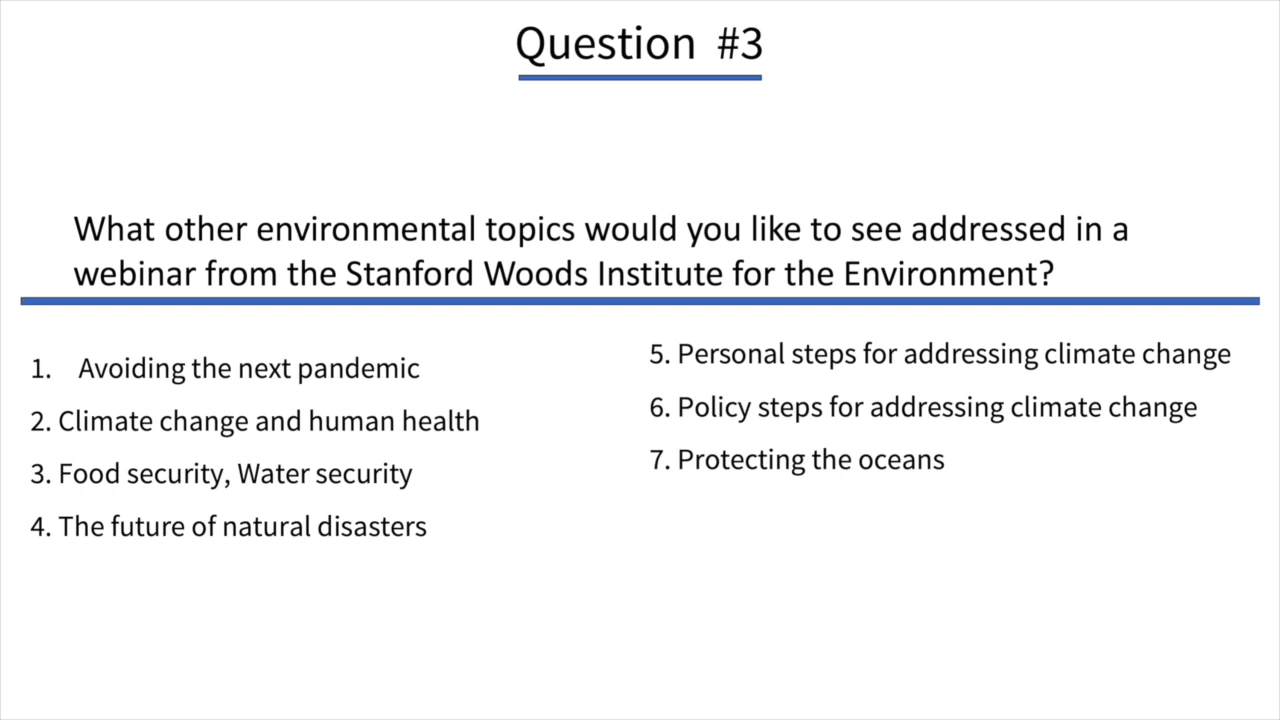 Question #3
What other environmental topics would you like to see addressed in a
webinar from the Stanford Woods Institute for the Environment?
1. Avoiding the next pandemic
2. Climate change and human health
3. Food security, Water security
4. The future of natural disasters
5. Personal steps for addressing climate change
6. Policy steps for addressing climate change
7. Protecting the oceans